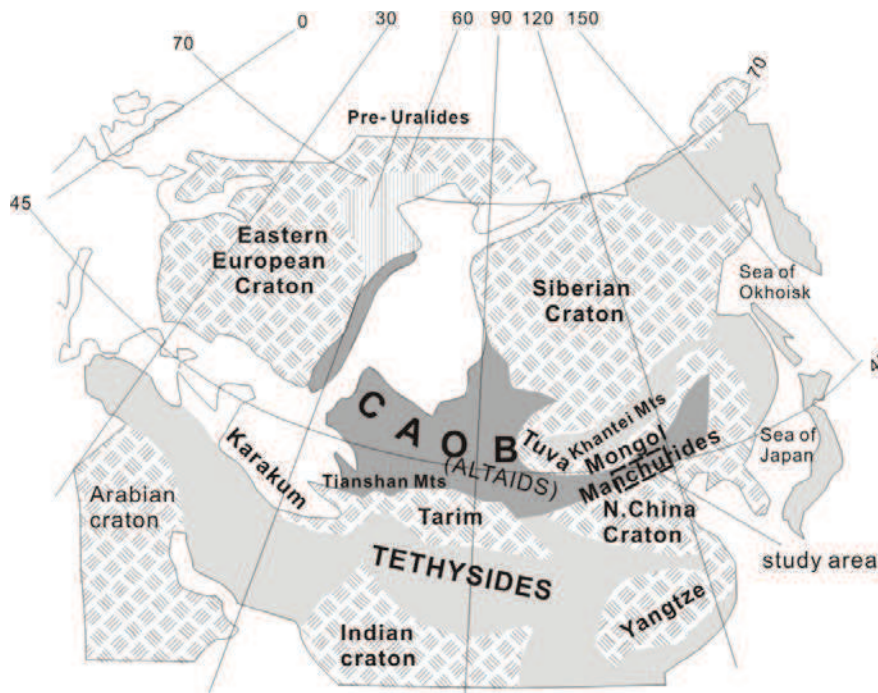 0
30
60
90
120
150
70
70
Pre- Uralides
45
Eastern
European
Craton
Siberian
Craton
Sea of
Okhoisk
4
CAOB
(ALTAIDS)
Tuva
Khantei Mts
Mongol
Manchurides
Sea of
Japan
Karakum
Tianshan Mts
Arabian
craton
Tarim
N.China
Craton
TETHYSIDES
study area
Yangtze
Indian
craton